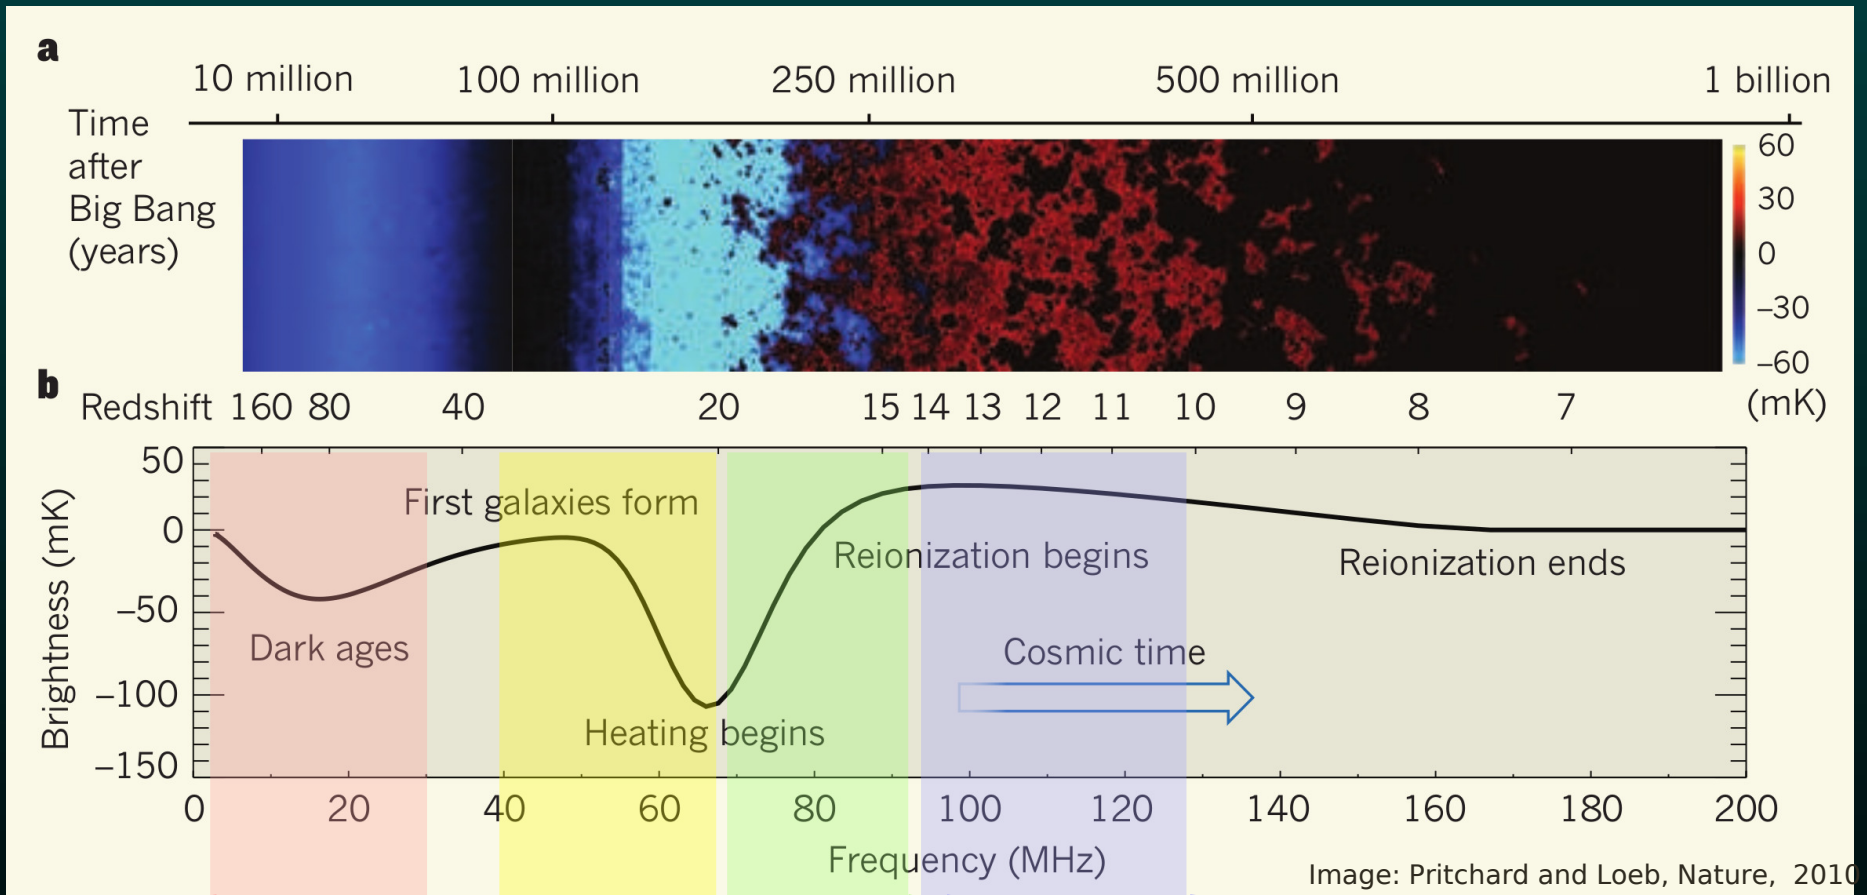 a
10 million 100 million 250 million 500 million 1 billion
Time
after
Big Bang
(years)
60
30
0
–30
–60
(mK)
b
Redshift 160 80 40 20 15 14 13 12 11 10 9 8 7
Brightness (mK)
50
0
–50
–100
–150
First galaxies form
Dark ages
Heating begins
Reionization begins
Reionization ends
Cosmic time
0 20 40 60 80 100 120 140 160 180 200
Frequency (MHz)
Image: Pritchard and Loeb, Nature, 2010